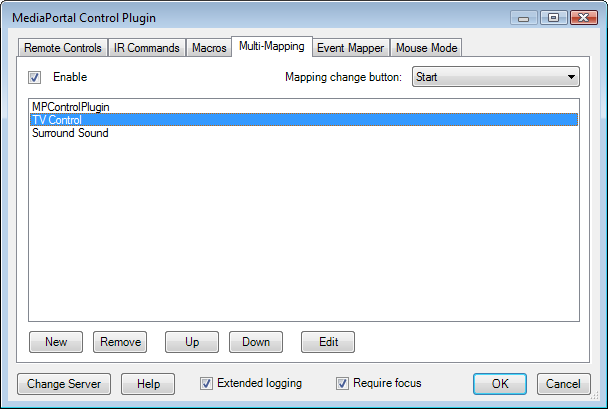 MediaPortal Control Plugin
Remote Controls IR Commands Macros Multi-Mapping Event Mapper Mouse Mode
Enable Mapping change button: Start
MPControlPlugin
TV Control
Surround Sound
New Remove Up Down Edit
Change Server Help Extended logging Require focus OK Cancel